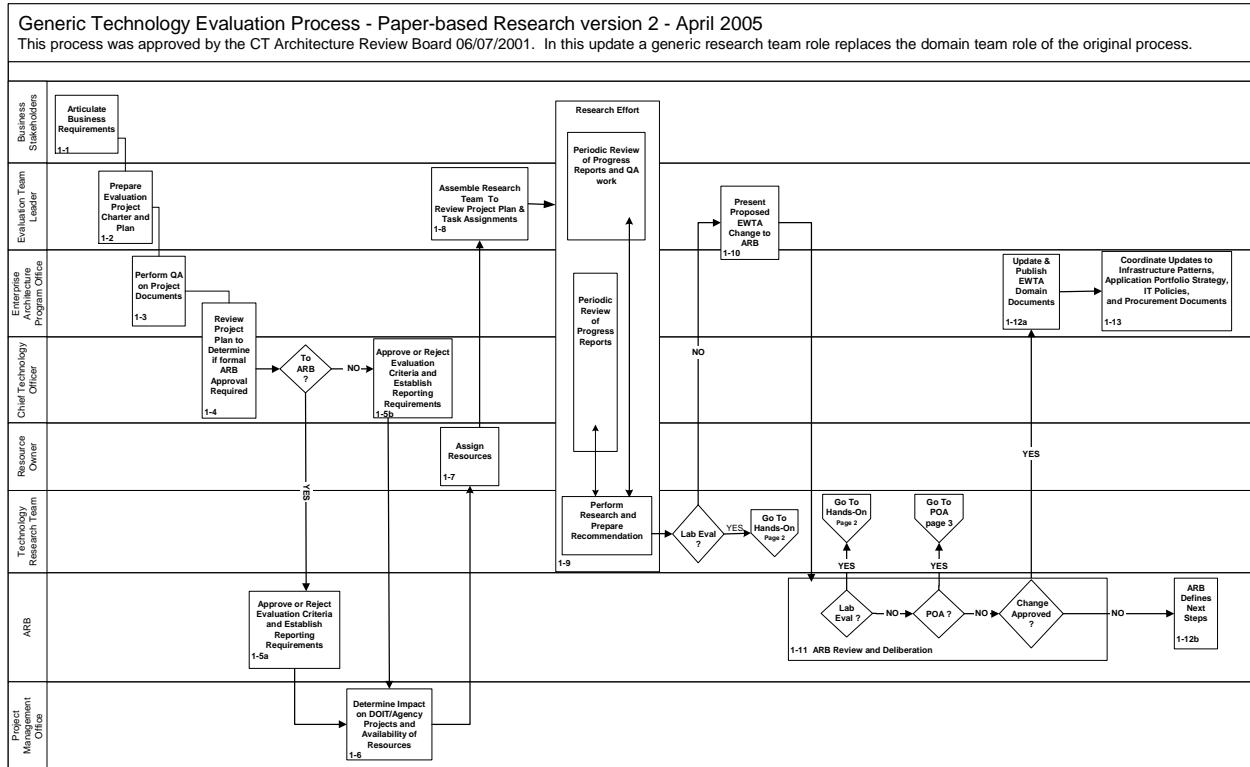 Generic Technology Evaluation Process - Paper-based Research version 2 - April 2005
This process was approved by the CT Architecture Review Board 06/07/2001. In this update a generic research team role replaces the domain team role of the original process.
Business
Stakeholders
Articulate
Business
Requirements
1-1
Research Effort
Periodic Review
of Progress
Reports and QA
work
Evaluation Team
Leader
Prepare
Evaluation
Project
Charter and
Plan
1-2
Assemble Research
Team To
Review Project Plan &
Task Assignments
1-8
Present
Proposed
EWTA
Change to
ARB
1-10
Enterprise
Architecture
Program Office
Perform QA
on Project
Documents
1-3
Review
Project
Plan to
Determine
if formal
ARB
Approval
Required
1-4
Periodic
Review
of
Progress
Reports
NO
Update &
Publish
EWTA
Domain
Documents
1-12a
Coordinate Updates to
Infrastructure Patterns,
Application Portfolio Strategy,
IT Policies,
and Procurement Documents
1-13
Chief Technology
Officer
To
ARB
?
NO
Approve or Reject
Evaluation
Criteria and
Establish
Reporting
Requirements
1-5b
Resource
Owner
YES
Assign
Resources
1-7
YES
Technology
Research Team
Perform
Research and
Prepare
Recommendation
1-9
Lab Eval
?
YES
Go To
Hands-On
Page 2
Go To
Hands-On
Page 2
Go To
POA
page 3
YES
YES
ARB
Approve or Reject
Evaluation Criteria
and Establish
Reporting
Requirements
1-5a
Lab
Eval ?
NO
POA ?
NO
Change
Approved
?
NO
1-11 ARB Review and Deliberation
ARB
Defines
Next
Steps
1-12b
Project
Management
Office
Determine Impact
on DOIT/Agency
Projects and
Availability of
Resources
1-6